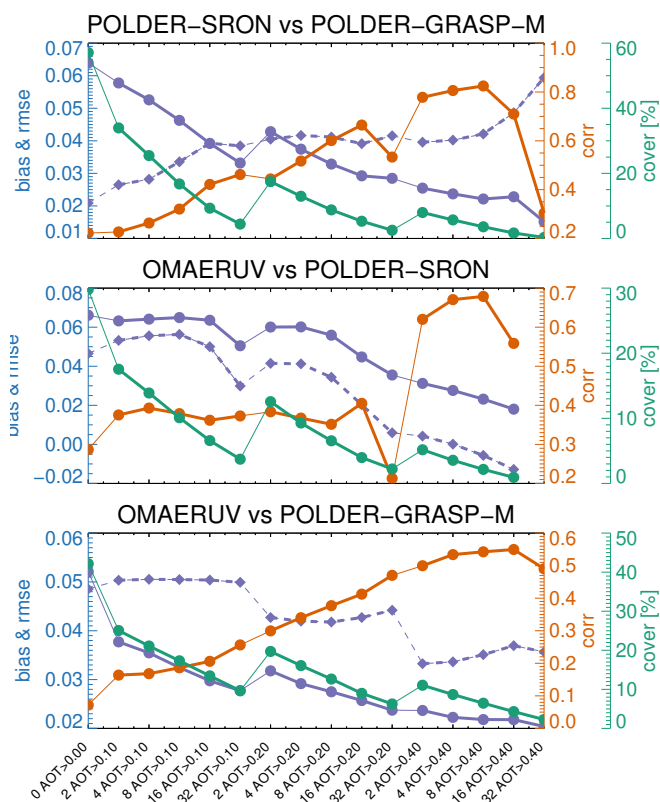 POLDER−SRON vs POLDER−GRASP−M
0.07
0.06
0.05
0.04
0.03
0.02
0.01
bias & rmse
1.0
0.8
0.6
0.4
0.2
corr
60
40
20
0
cover [%]
OMAERUV vs POLDER−SRON
0.08
0.06
0.04
0.02
0.00
−0.02
bias & rmse
0.7
0.6
0.5
0.4
0.3
0.2
corr
30
20
10
0
cover [%]
OMAERUV vs POLDER−GRASP−M
0.06
0.05
0.04
0.03
0.02
bias & rmse
0.6
0.5
0.4
0.3
0.2
0.1
0.0
corr
50
40
30
20
10
0
cover [%]
0 AOT>0.00
2 AOT>0.10
4 AOT>0.10
8 AOT>0.10
16 AOT>0.10
32 AOT>0.10
2 AOT>0.20
4 AOT>0.20
8 AOT>0.20
16 AOT>0.20
32 AOT>0.20
2 AOT>0.40
4 AOT>0.40
8 AOT>0.40
16 AOT>0.40
32 AOT>0.40